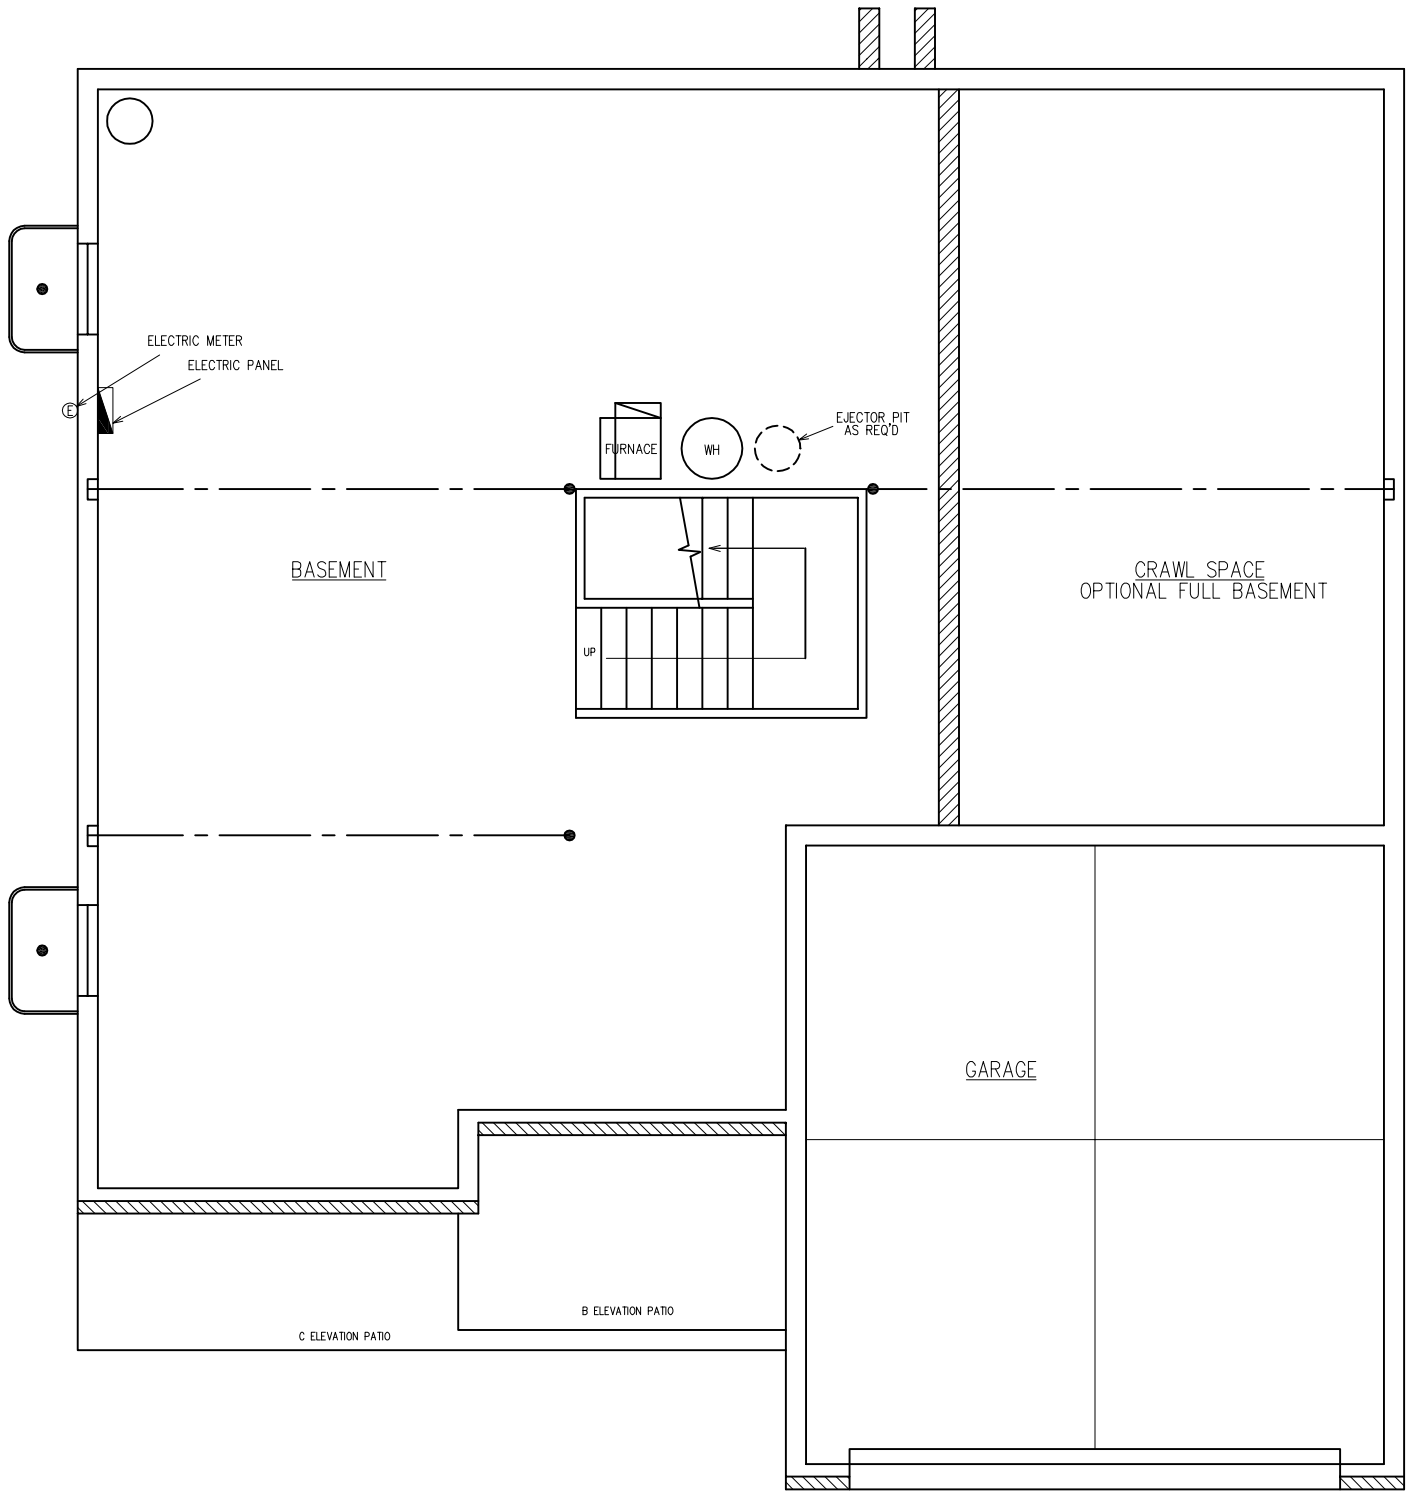 ELECTRIC METER
ELECTRIC PANEL
E
FURNACE
WH
EJECTOR PIT
AS REQ'D
BASEMENT
CRAWL SPACE
OPTIONAL FULL BASEMENT
UP
GARAGE
B ELEVATION PATIO
C ELEVATION PATIO